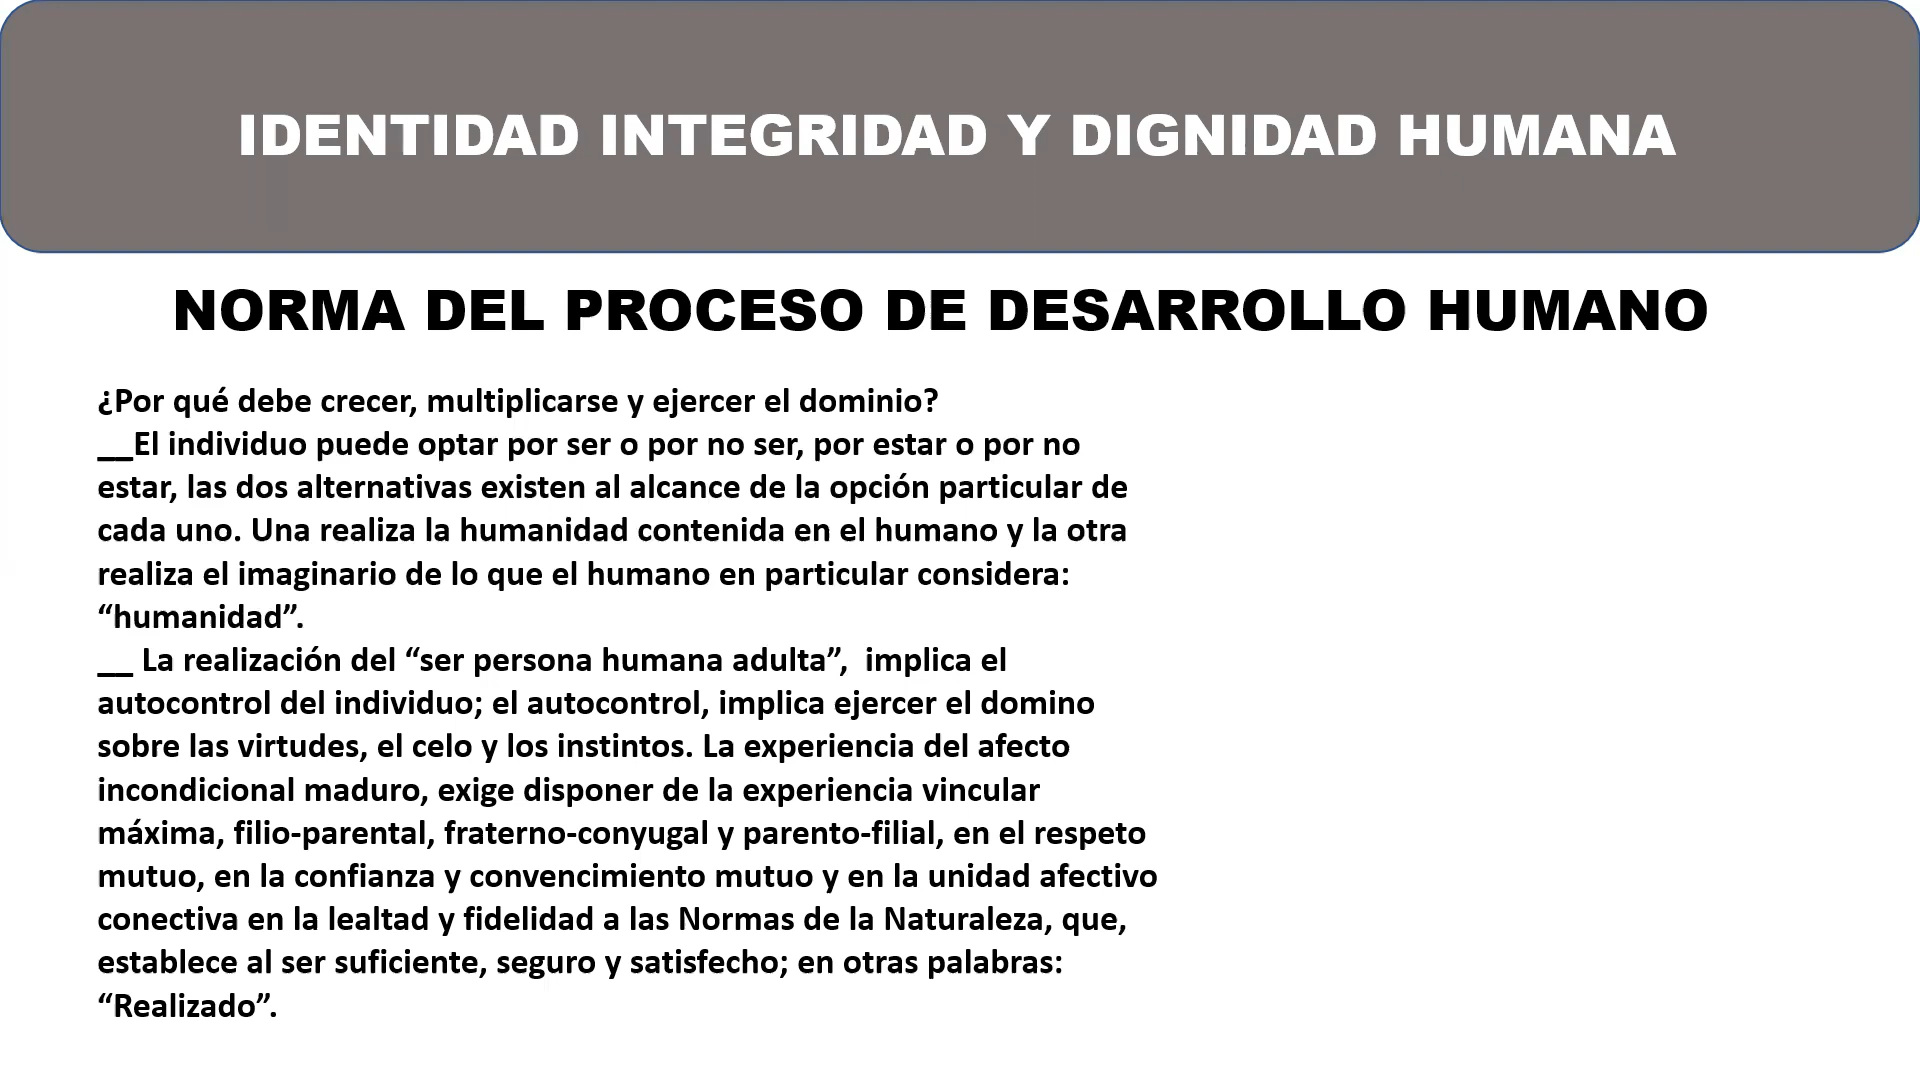 IDENTIDAD INTEGRIDAD Y DIGNIDAD HUMANA
NORMA DEL PROCESO DE DESARROLLO HUMANO
¿Por qué debe crecer, multiplicarse y ejercer el dominio?
__El individuo puede optar por ser o por no ser, por estar o por no
estar, las dos alternativas existen al alcance de la opción particular de
cada uno. Una realiza la humanidad contenida en el humano y la otra
realiza el imaginario de lo que el humano en particular considera:
“humanidad”.
__ La realización del “ser persona humana adulta”,  implica el
autocontrol del individuo; el autocontrol, implica ejercer el domino
sobre las virtudes, el celo y los instintos. La experiencia del afecto
incondicional maduro, exige disponer de la experiencia vincular
máxima, filio-parental, fraterno-conyugal y parento-filial, en el respeto
mutuo, en la confianza y convencimiento mutuo y en la unidad afectivo
conectiva en la lealtad y fidelidad a las Normas de la Naturaleza, que,
establece al ser suficiente, seguro y satisfecho; en otras palabras:
“Realizado”.